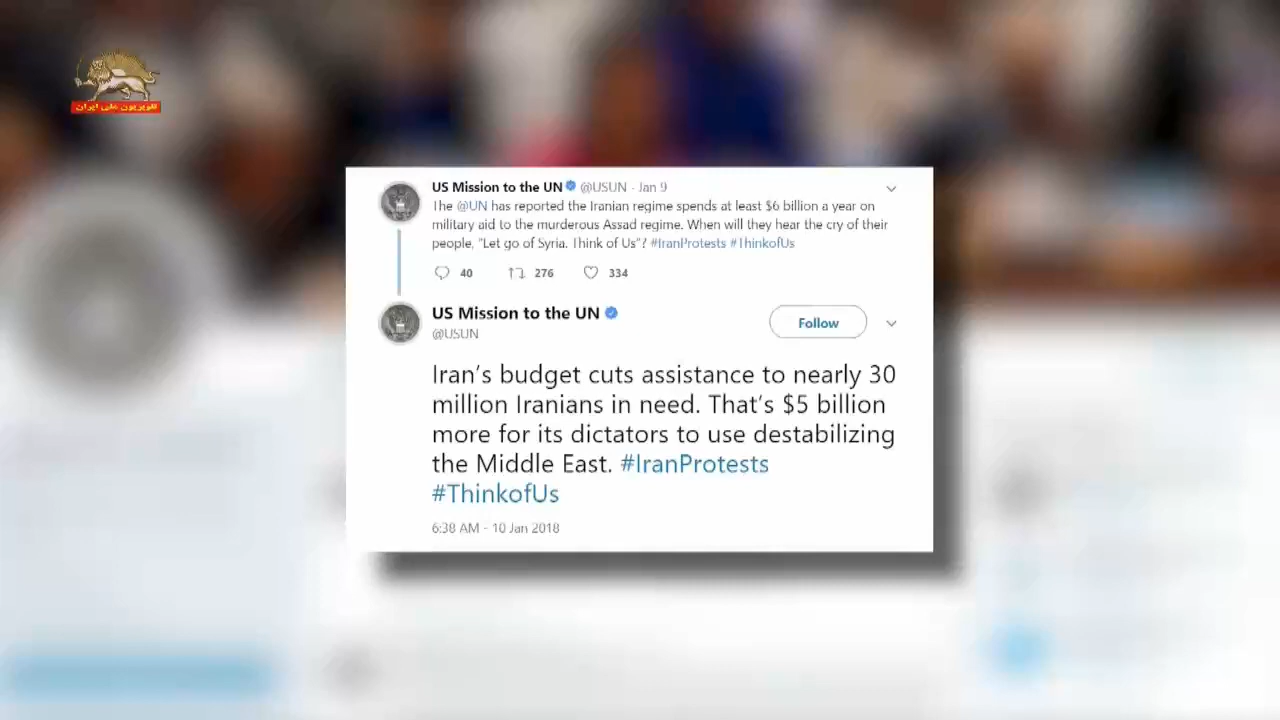 تلویزیون ملی ایران
US Mission to the UN @USUN - Jan 9
The @UN has reported the Iranian regime spends at least $6 billion a year on
military aid to the murderous Assad regime. When will they hear the cry of their
people, "Let go of Syria. Think of Us"? #IranProtests #ThinkofUs
40 276 334
US Mission to the UN
@USUN
Follow
Iran's budget cuts assistance to nearly 30
million Iranians in need. That's $5 billion
more for its dictators to use destabilizing
the Middle East. #IranProtests
#ThinkofUs
6:38 AM - 10 Jan 2018